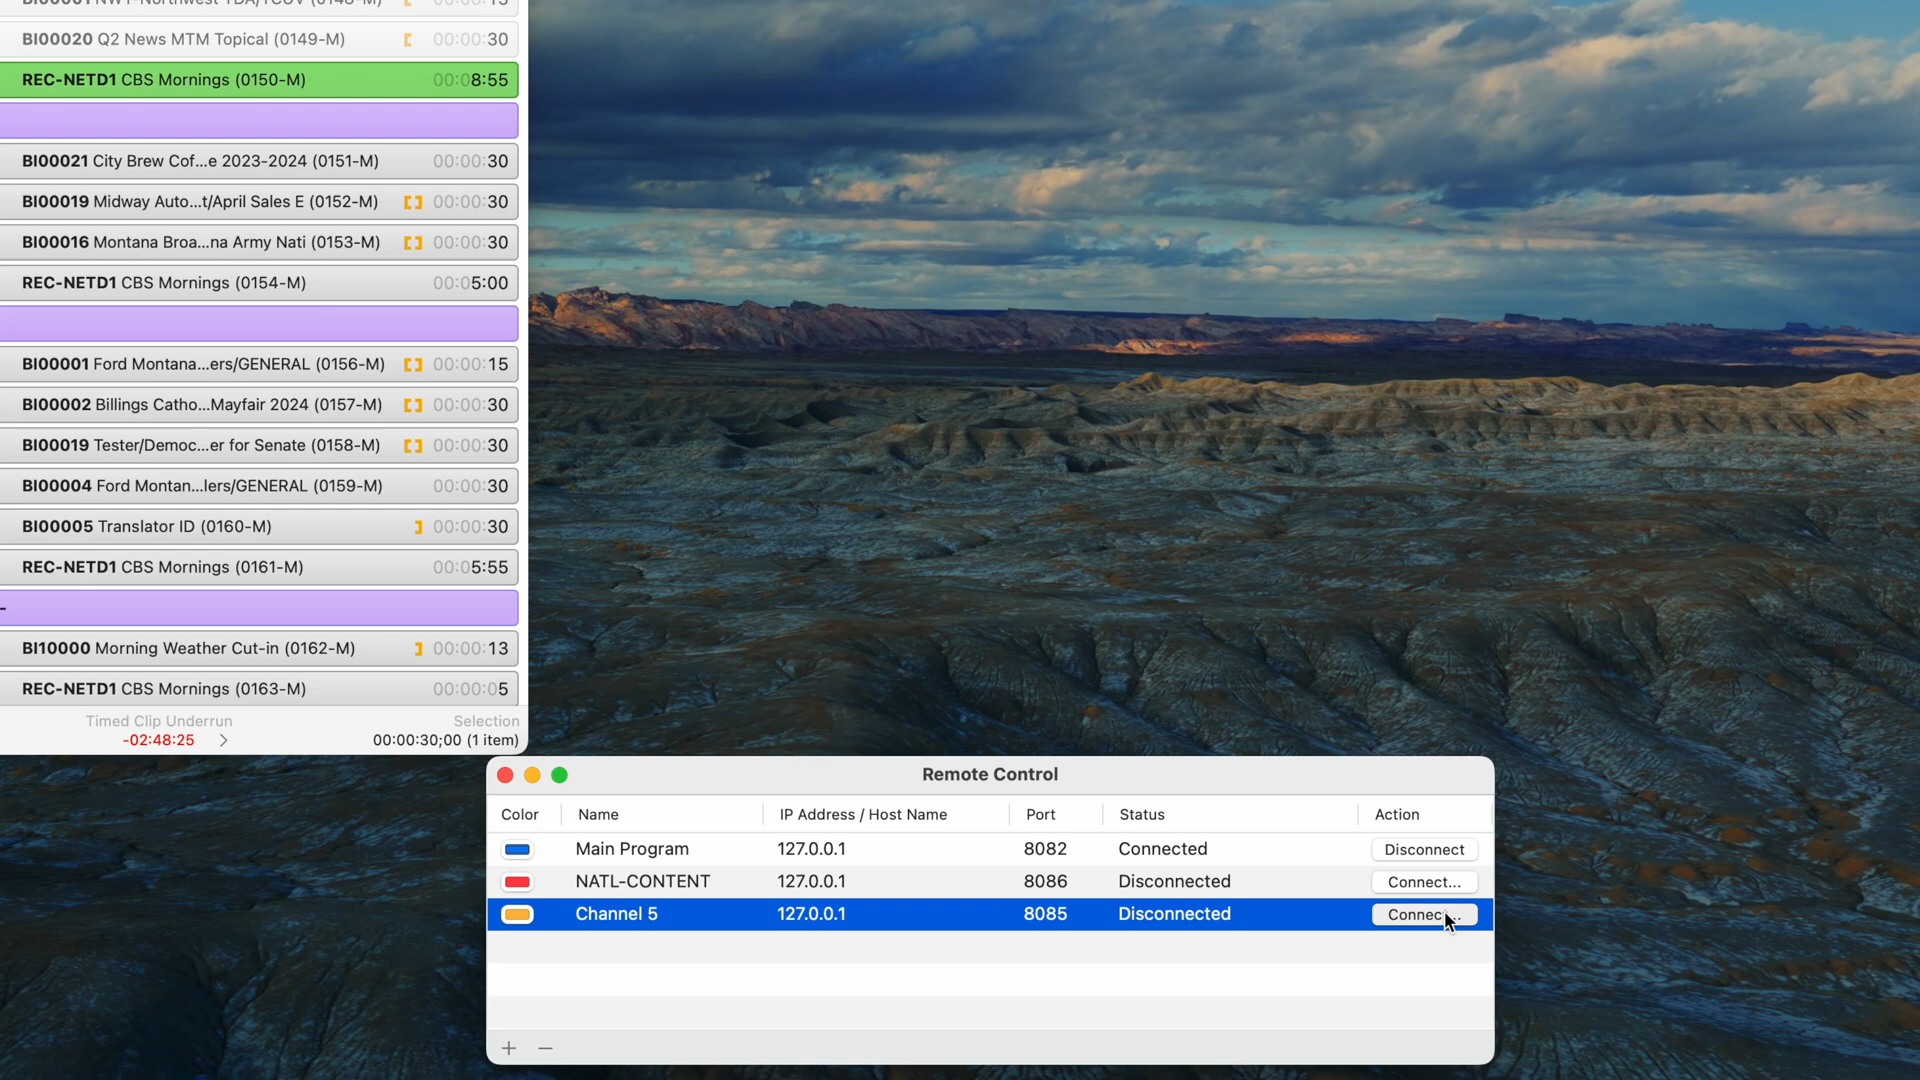 BI00020 Q2 News MTM Topical (0149-M) 00:00:30
REC-NETD1 CBS Mornings (0150-M) 00:08:55
BI00021 City Brew Cof...e 2023-2024 (0151-M) 00:00:30
BI00019 Midway Auto...t/April Sales E (0152-M) 00:00:30
BI00016 Montana Broa...na Army Nati (0153-M) 00:00:30
REC-NETD1 CBS Mornings (0154-M) 00:05:00
BI00001 Ford Montana...ers/GENERAL (0156-M) 00:00:15
BI00002 Billings Catho...Mayfair 2024 (0157-M) 00:00:30
BI00019 Tester/Democ...er for Senate (0158-M) 00:00:30
BI00004 Ford Montan...lers/GENERAL (0159-M) 00:00:30
BI00005 Translator ID (0160-M) 00:00:30
REC-NETD1 CBS Mornings (0161-M) 00:05:55
BI10000 Morning Weather Cut-in (0162-M) 00:00:13
REC-NETD1 CBS Mornings (0163-M) 00:00:05
Timed Clip Underrun Selection
-02:48:25 00:00:30;00 (1 item)
Remote Control
Color Name IP Address / Host Name Port Status Action
Main Program 127.0.0.1 8082 Connected Disconnect
NATL-CONTENT 127.0.0.1 8086 Disconnected Connect...
Channel 5 127.0.0.1 8085 Disconnected Connect...